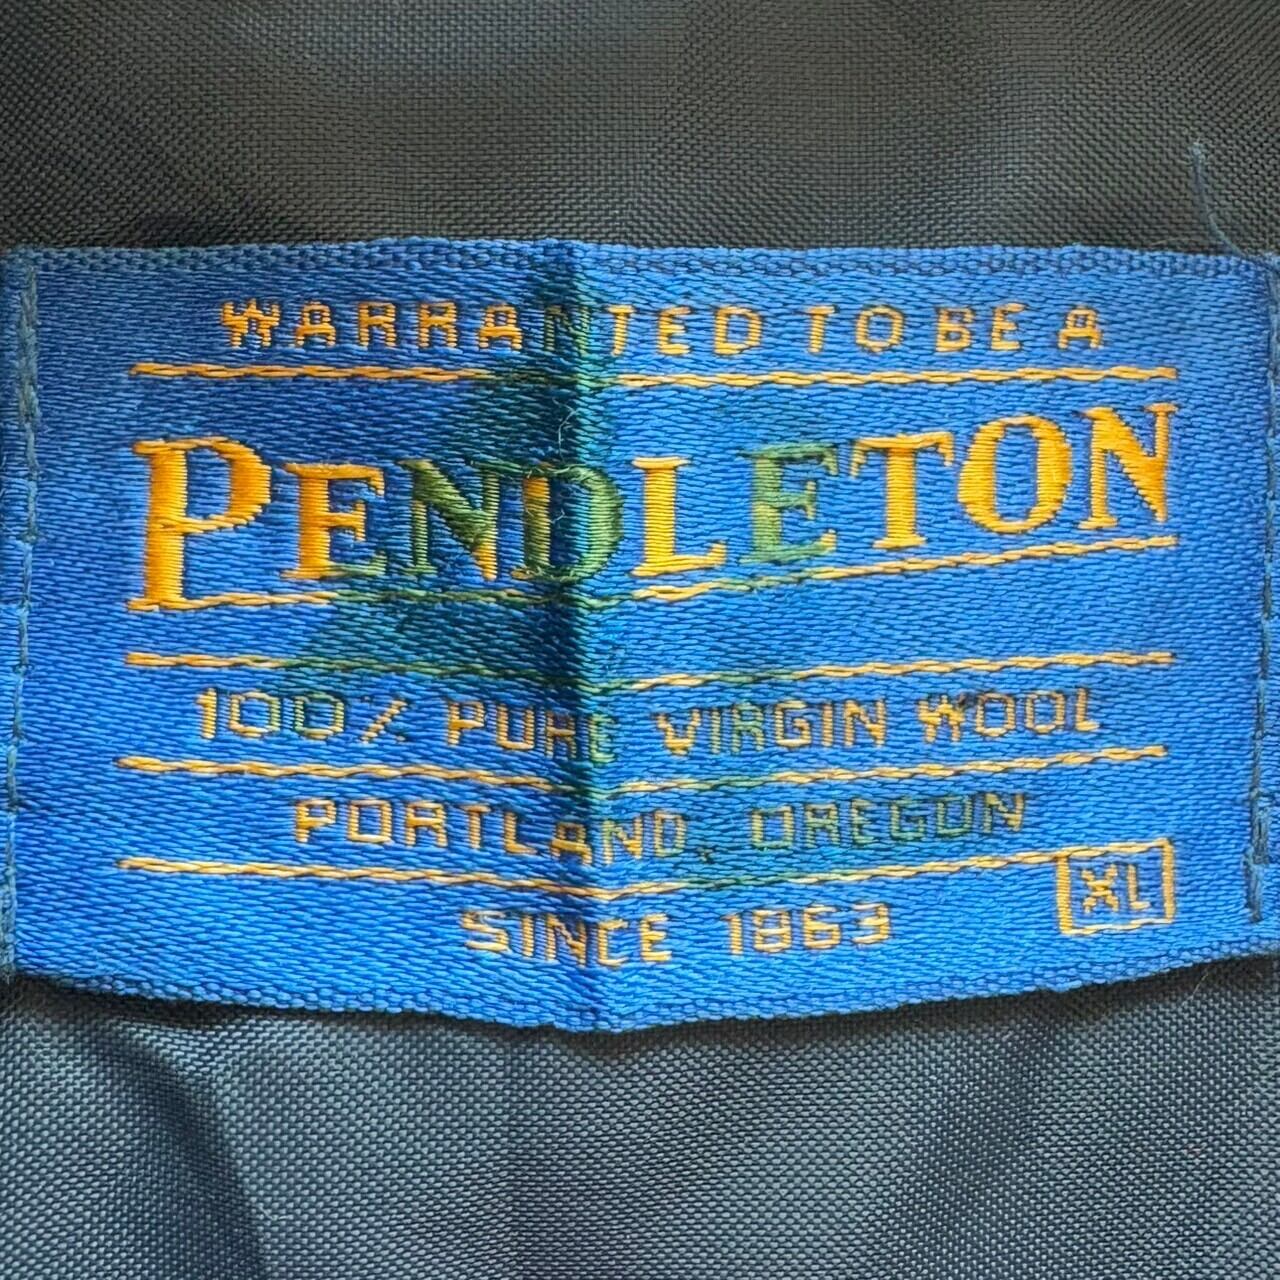 WARRANTED TO BE A
PENDLETON
100% PURE VIRGIN WOOL
PORTLAND, OREGON
SINCE 1863
XL